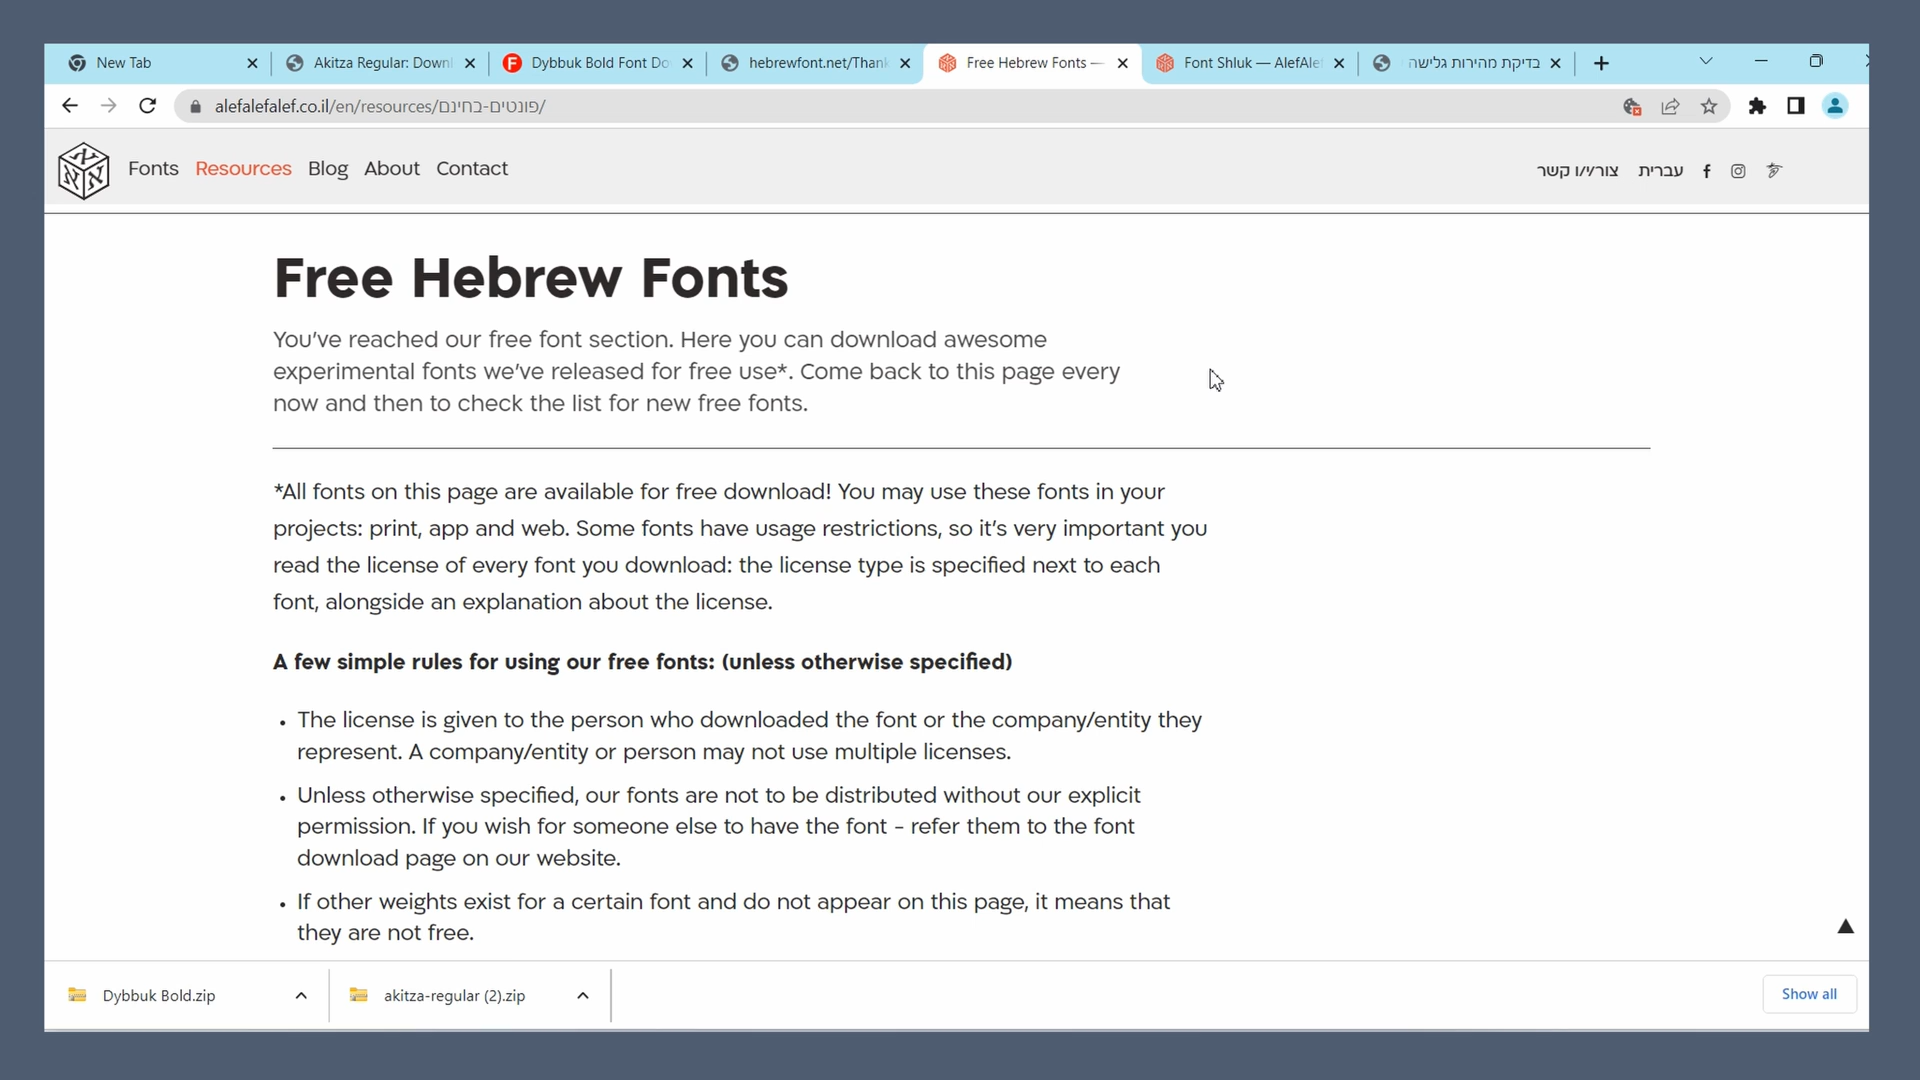 New Tab
Akitza Regular: Downl
Dybbuk Bold Font Do
hebrewfont.net/Thank
Free Hebrew Fonts —
Font Shluk — AlefAlef
בדיקת מהירות גלישה
alefalefalef.co.il/en/resources/פונטים-בחינם/
Fonts Resources Blog About Contact
צור/י/ו קשר עברית
Free Hebrew Fonts
You've reached our free font section. Here you can download awesome
experimental fonts we've released for free use*. Come back to this page every
now and then to check the list for new free fonts.
*All fonts on this page are available for free download! You may use these fonts in your
projects: print, app and web. Some fonts have usage restrictions, so it's very important you
read the license of every font you download: the license type is specified next to each
font, alongside an explanation about the license.
A few simple rules for using our free fonts: (unless otherwise specified)
• The license is given to the person who downloaded the font or the company/entity they
represent. A company/entity or person may not use multiple licenses.
• Unless otherwise specified, our fonts are not to be distributed without our explicit
permission. If you wish for someone else to have the font - refer them to the font
download page on our website.
• If other weights exist for a certain font and do not appear on this page, it means that
they are not free.
Dybbuk Bold.zip
akitza-regular (2).zip
Show all